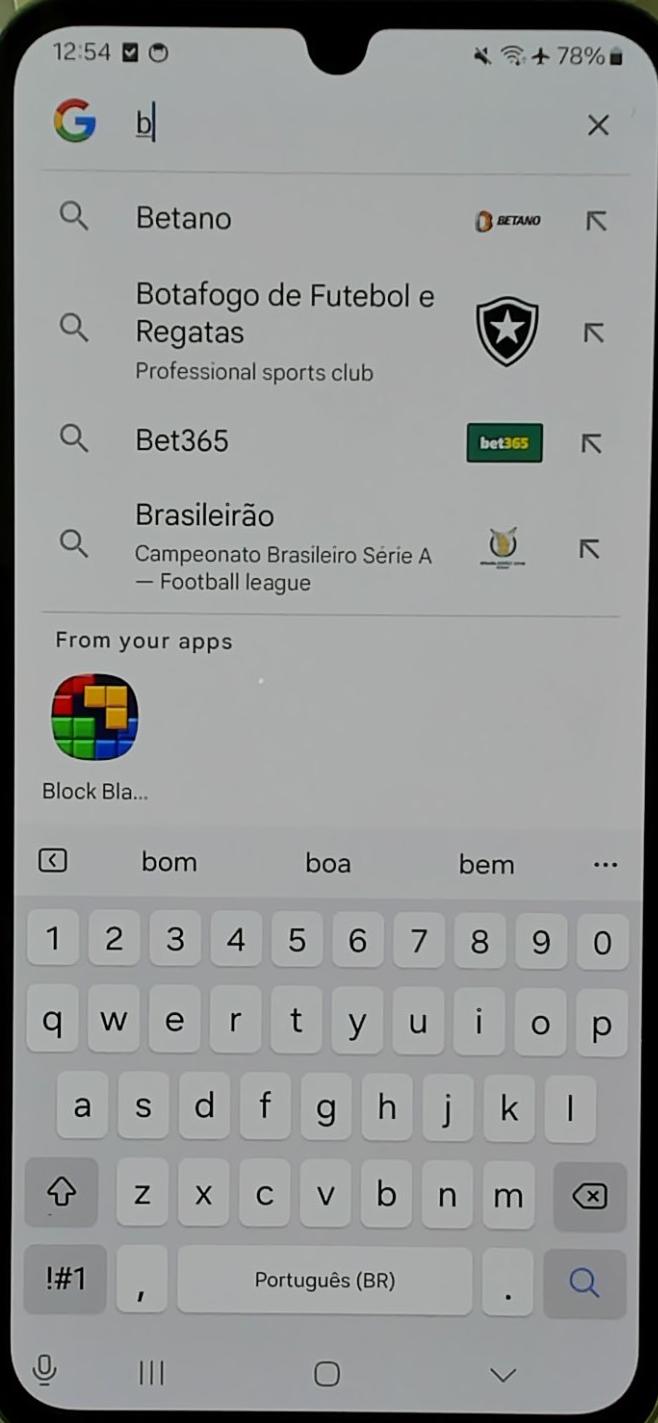 12:54
78%
b
Betano
BETANO
Botafogo de Futebol e
Regatas
Professional sports club
Bet365
bet365
Brasileirão
Campeonato Brasileiro Série A
— Football league
From your apps
Block Bla...
bom boa bem ...
1 2 3 4 5 6 7 8 9 0
q w e r t y u i o p
a s d f g h j k l
z x c v b n m
!#1 , Português (BR) .